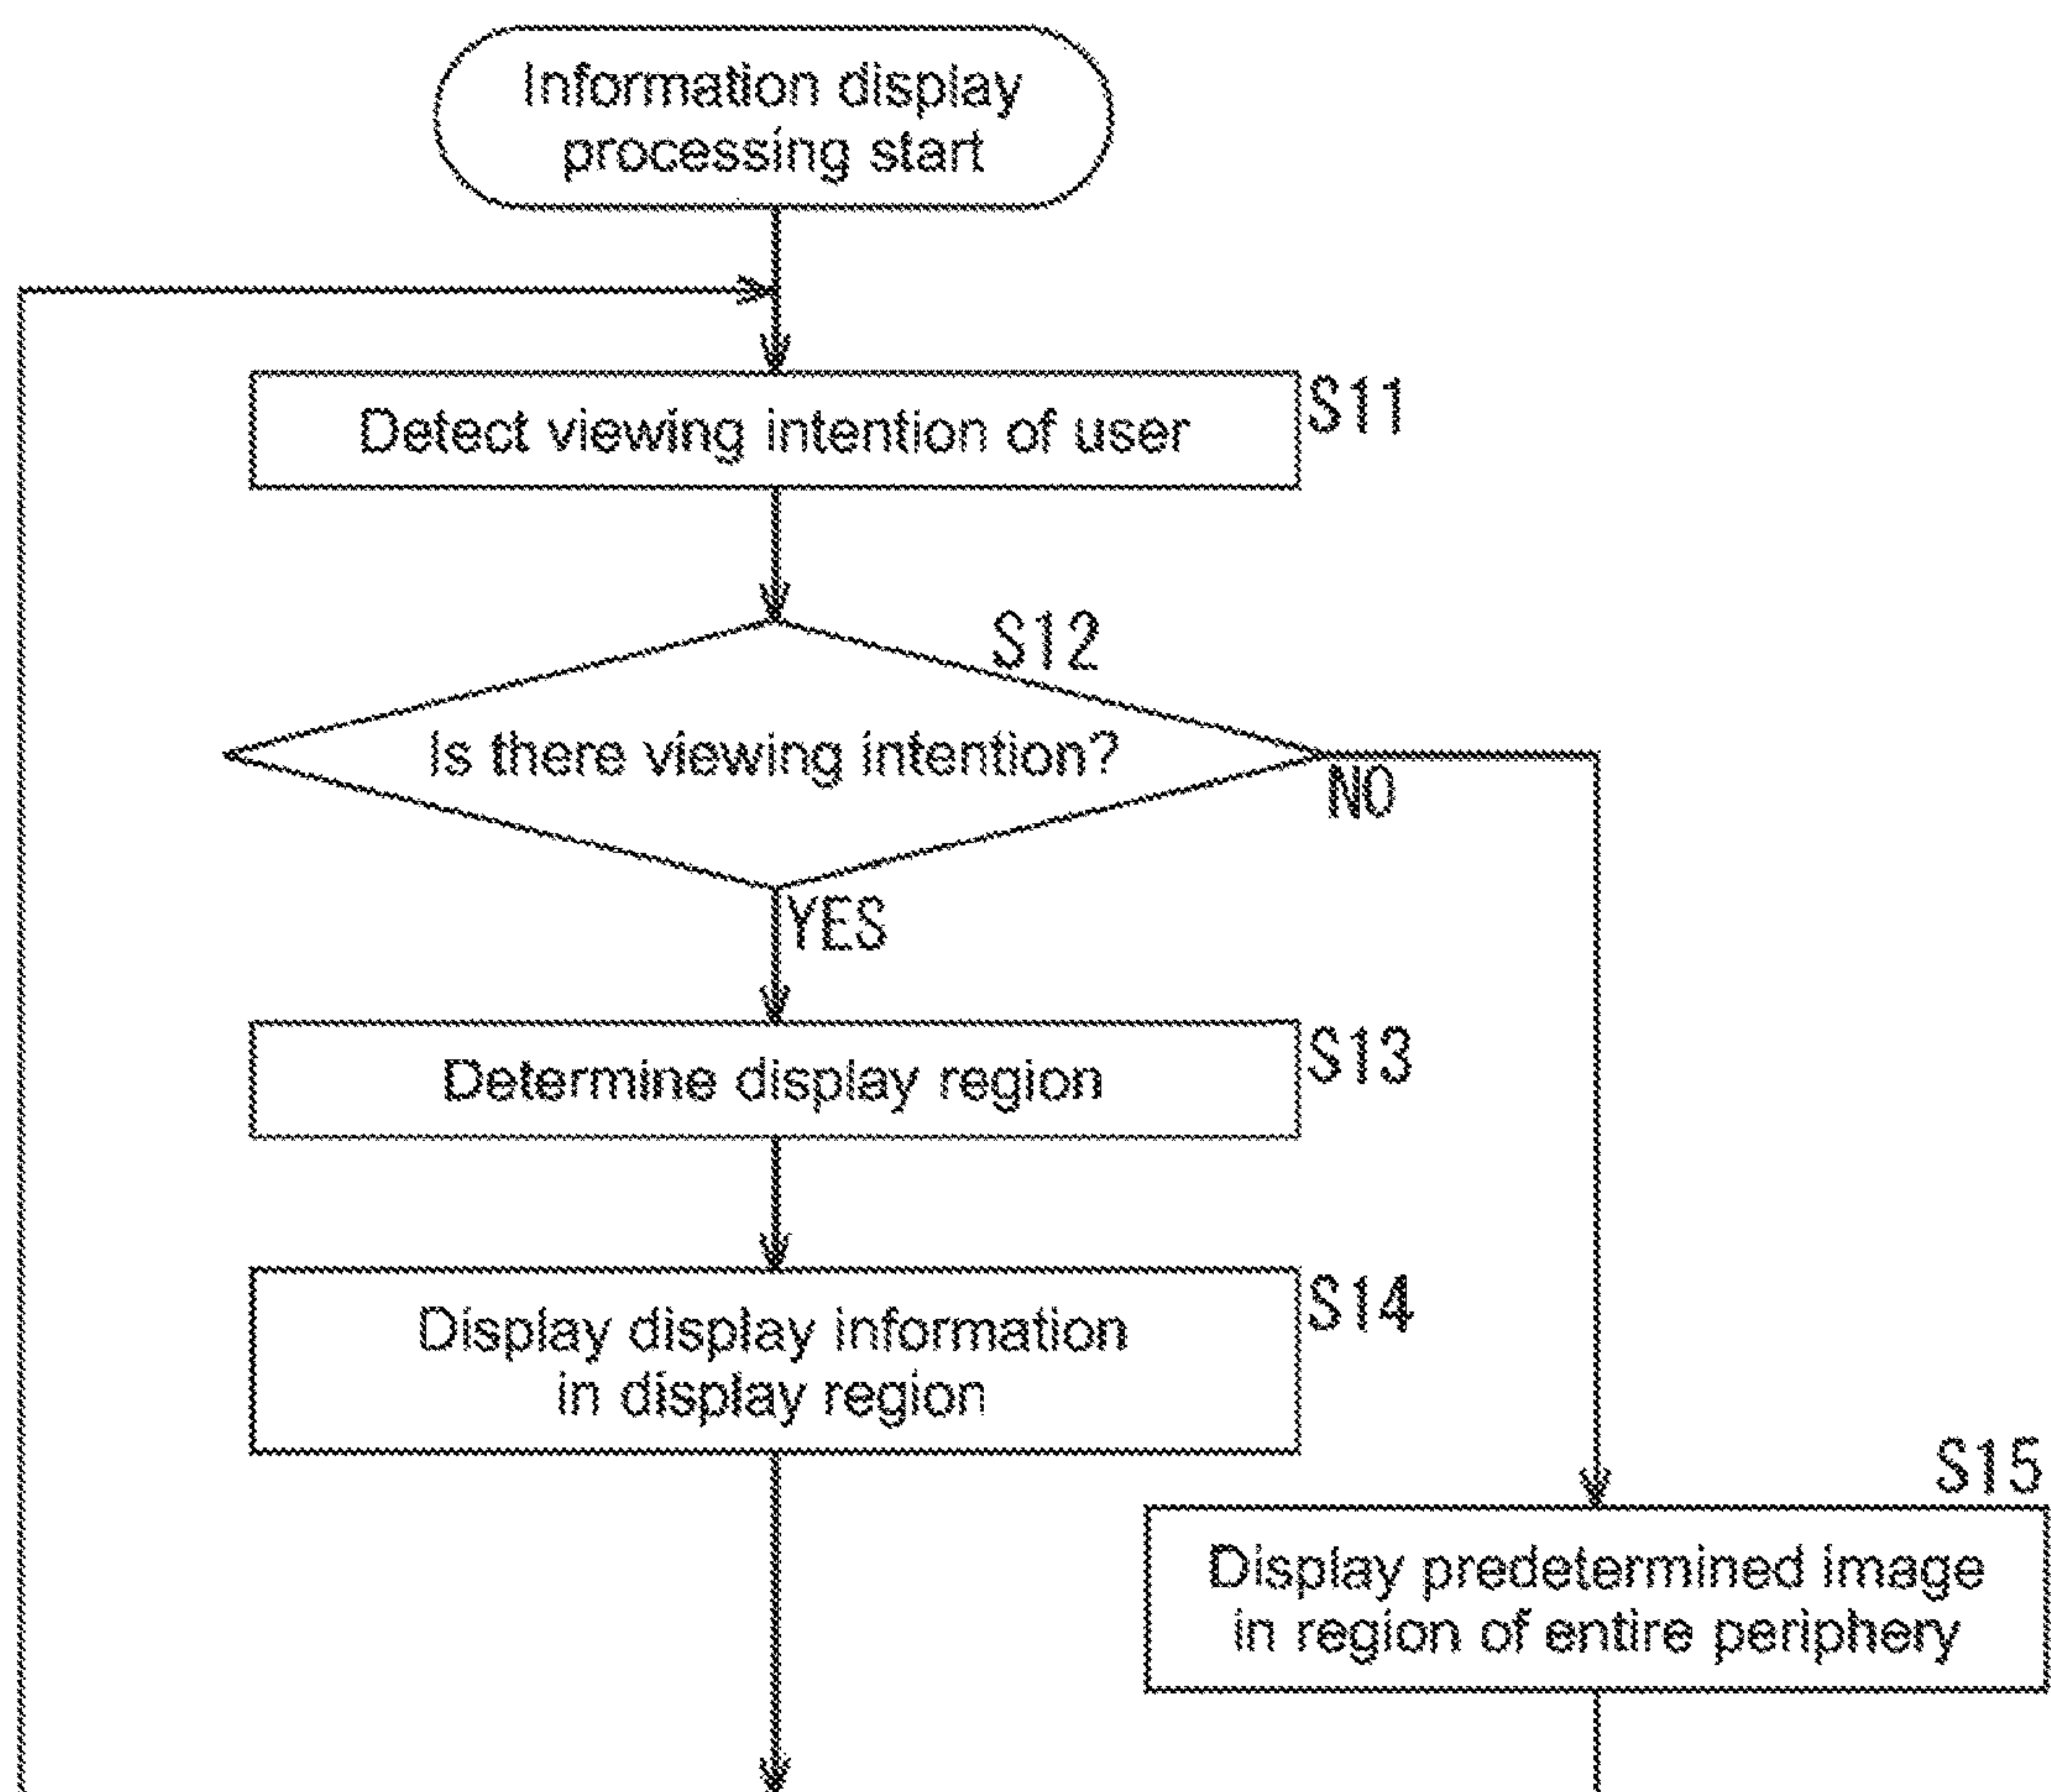 Information display
processing start
Detect viewing intention of user
S11
S12
Is there viewing intention?
NO
YES
Determine display region
S13
Display display information
in display region
S14
S15
Display predetermined image
in region of entire periphery